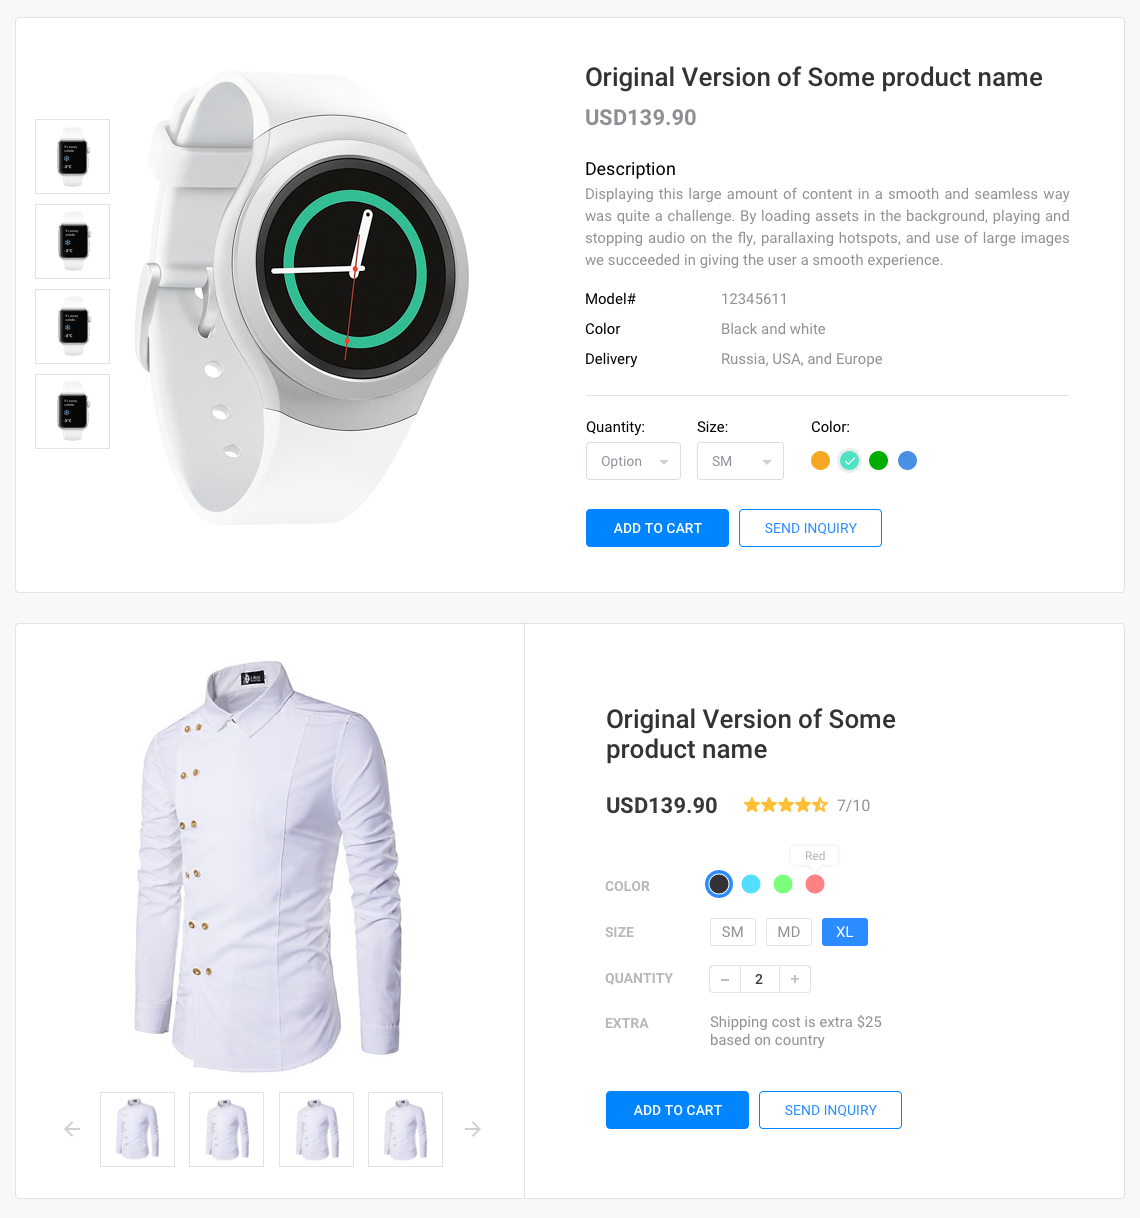 Original Version of Some product name
USD139.90
Description
Displaying this large amount of content in a smooth and seamless way
was quite a challenge. By loading assets in the background, playing and
stopping audio on the fly, parallaxing hotspots, and use of large images
we succeeded in giving the user a smooth experience.
Model# 12345611
Color Black and white
Delivery Russia, USA, and Europe
Quantity: Size: Color:
Option SM
ADD TO CART SEND INQUIRY
Original Version of Some
product name
USD139.90 7/10
Red
COLOR
SIZE SM MD XL
QUANTITY – 2 +
EXTRA Shipping cost is extra $25
based on country
ADD TO CART SEND INQUIRY